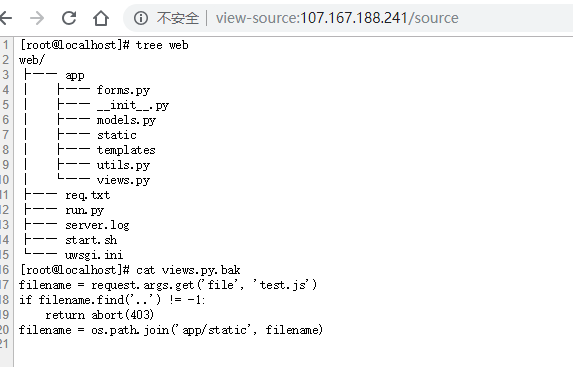 不安全 | view-source:107.167.188.241/source
1 [root@localhost]# tree web
2 web/
3 ├── app
4 │   ├── forms.py
5 │   ├── __init__.py
6 │   ├── models.py
7 │   ├── static
8 │   ├── templates
9 │   ├── utils.py
10 │   └── views.py
11 ├── req.txt
12 ├── run.py
13 ├── server.log
14 ├── start.sh
15 └── uwsgi.ini
16 [root@localhost]# cat views.py.bak
17 filename = request.args.get('file', 'test.js')
18 if filename.find('..') != -1:
19     return abort(403)
20 filename = os.path.join('app/static', filename)
21